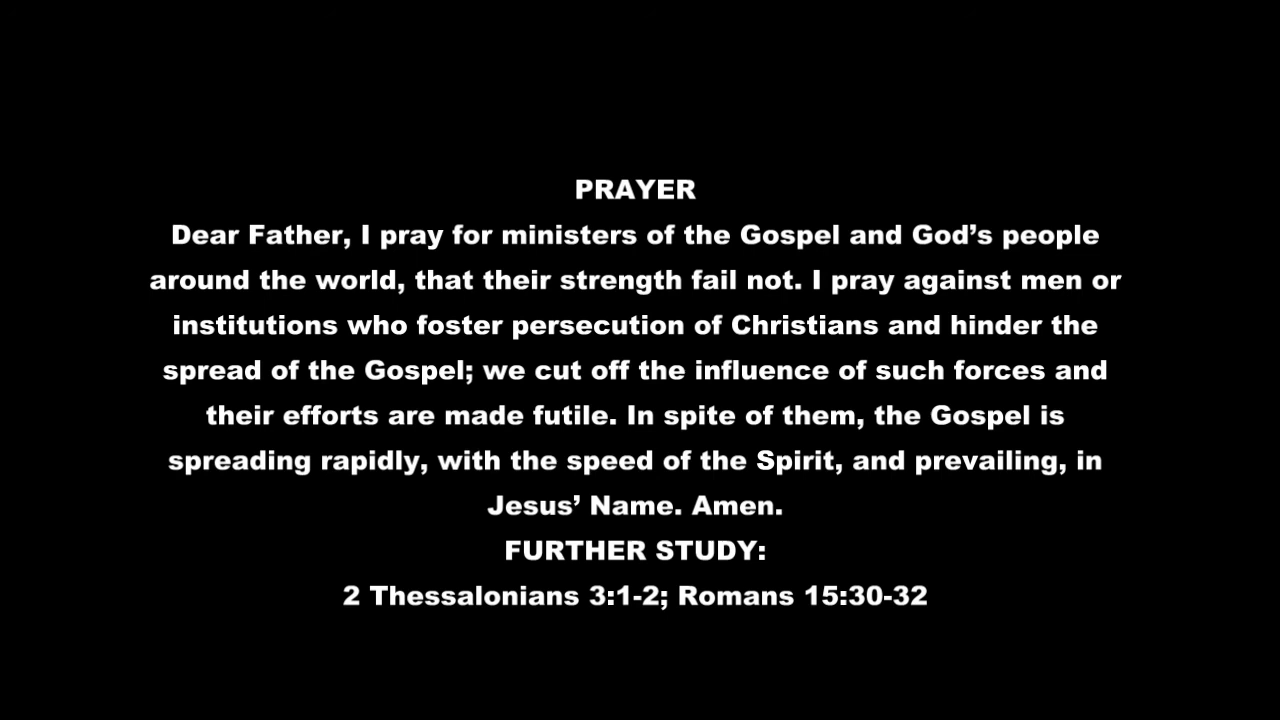 PRAYER
Dear Father, I pray for ministers of the Gospel and God’s people
around the world, that their strength fail not. I pray against men or
institutions who foster persecution of Christians and hinder the
spread of the Gospel; we cut off the influence of such forces and
their efforts are made futile. In spite of them, the Gospel is
spreading rapidly, with the speed of the Spirit, and prevailing, in
Jesus’ Name. Amen.
FURTHER STUDY:
2 Thessalonians 3:1-2; Romans 15:30-32